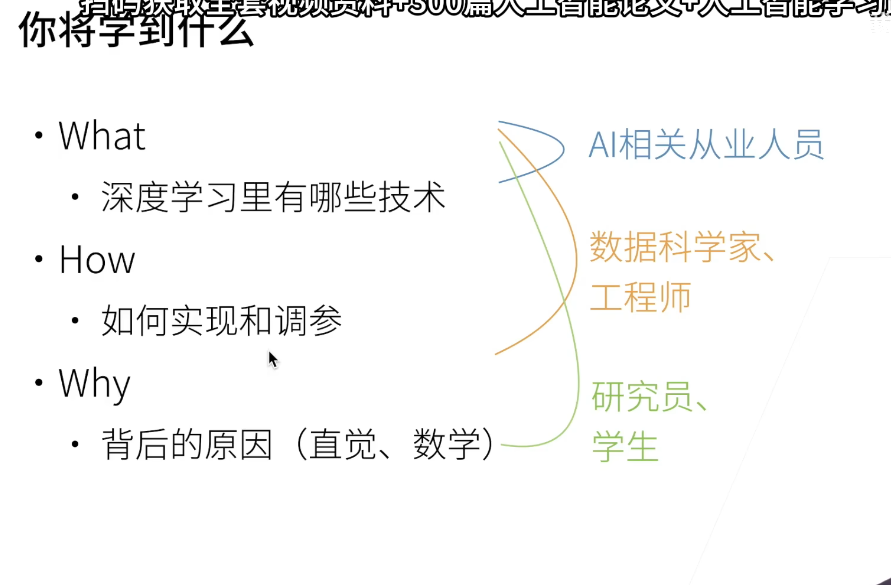 扫码获取全套视频资料+300篇人工智能论文+人工智能学习
你将学到什么
• What
• 深度学习里有哪些技术
• How
• 如何实现和调参
• Why
• 背后的原因（直觉、数学）
AI相关从业人员
数据科学家、
工程师
研究员、
学生